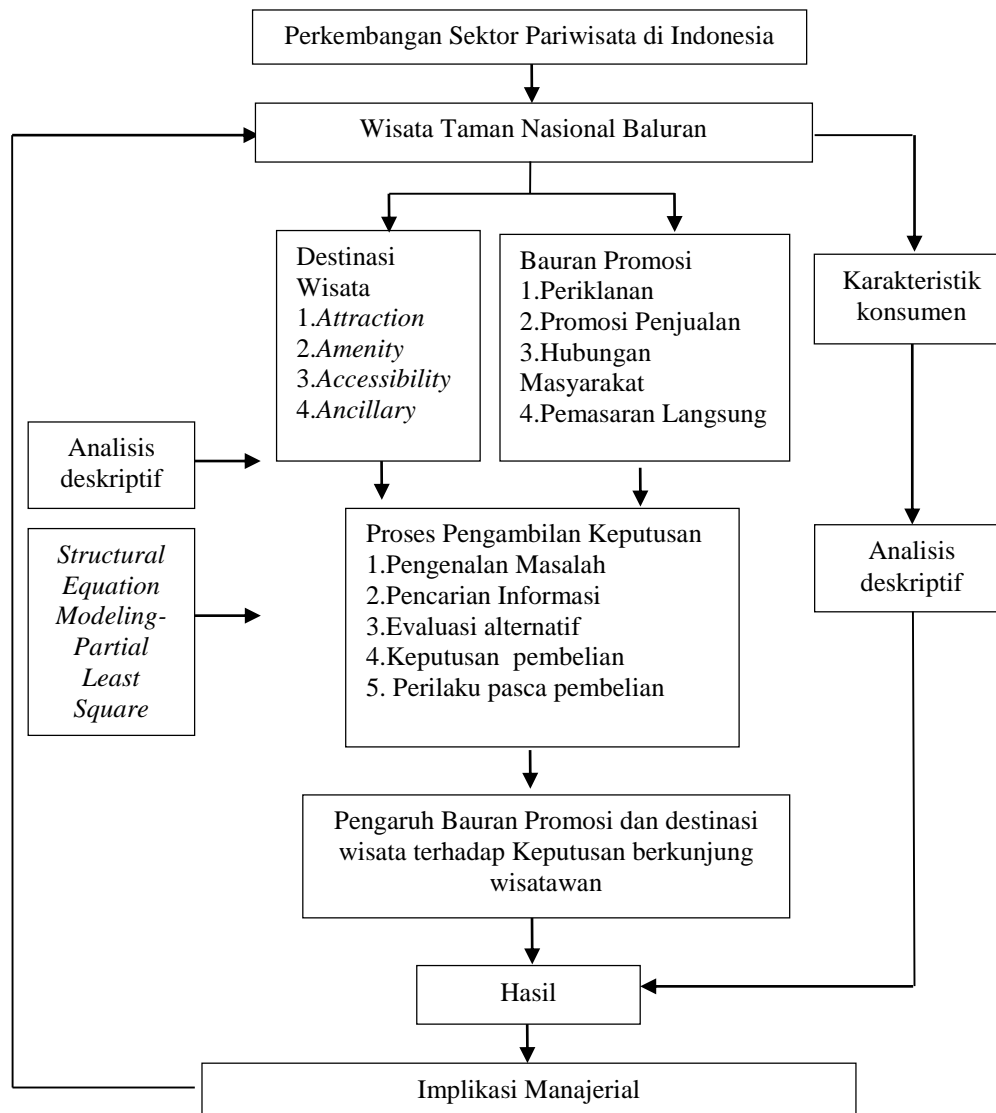 Perkembangan Sektor Pariwisata di Indonesia
Wisata Taman Nasional Baluran
Destinasi
Wisata
1.Attraction
2.Amenity
3.Accessibility
4.Ancillary
Bauran Promosi
1.Periklanan
2.Promosi Penjualan
3.Hubungan
Masyarakat
4.Pemasaran Langsung
Karakteristik
konsumen
Analisis
deskriptif
Structural
Equation
Modeling-
Partial
Least
Square
Proses Pengambilan Keputusan
1.Pengenalan Masalah
2.Pencarian Informasi
3.Evaluasi alternatif
4.Keputusan  pembelian
5. Perilaku pasca pembelian
Analisis
deskriptif
Pengaruh Bauran Promosi dan destinasi
wisata terhadap Keputusan berkunjung
wisatawan
Hasil
Implikasi Manajerial